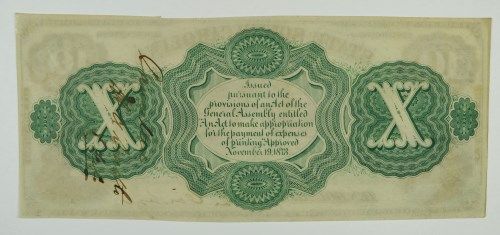 X
Issued
pursuant to the
provisions of an Act of the
General Assembly entitled
An Act to make appropriation
for the payment of expenses
of printing Approved
November 19, 1873.
X